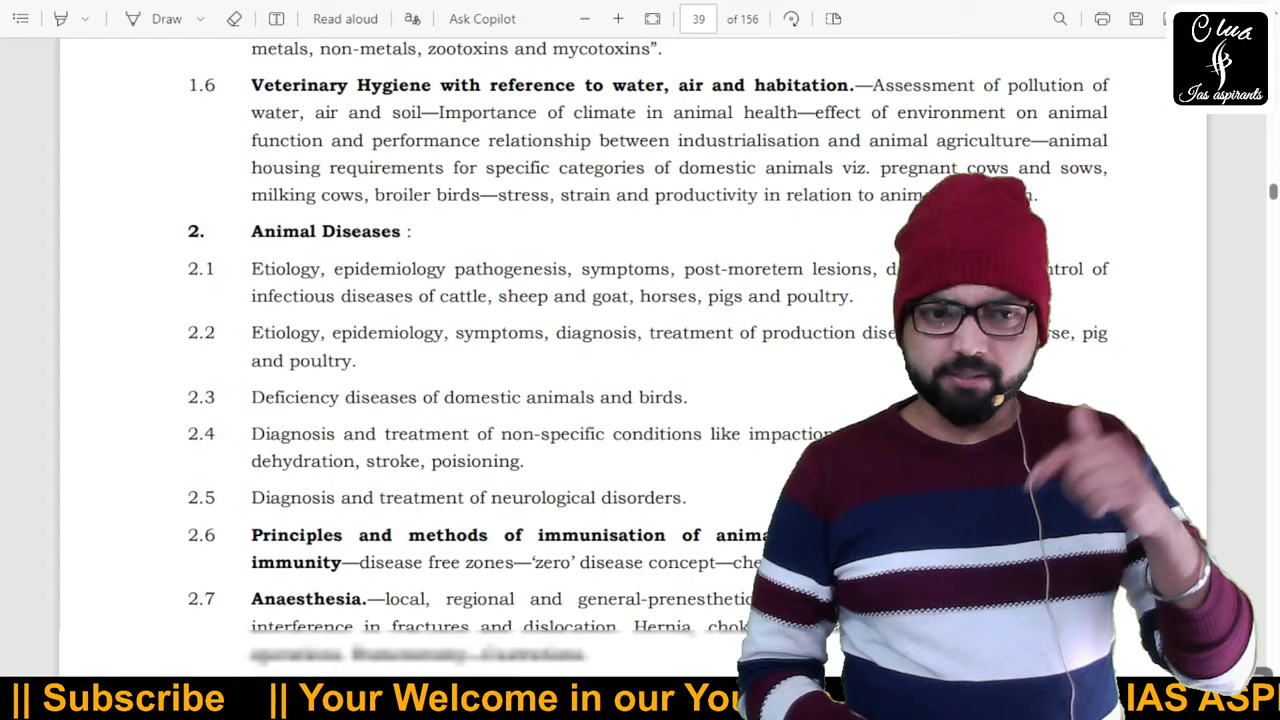 Draw
Read aloud
Ask Copilot
39 of 156
Clua
Ias aspirants
metals, non-metals, zootoxins and mycotoxins”.
1.6 Veterinary Hygiene with reference to water, air and habitation.—Assessment of pollution of
water, air and soil—Importance of climate in animal health—effect of environment on animal
function and performance relationship between industrialisation and animal agriculture—animal
housing requirements for specific categories of domestic animals viz. pregnant cows and sows,
milking cows, broiler birds—stress, strain and productivity in relation to anim
2. Animal Diseases :
2.1 Etiology, epidemiology pathogenesis, symptoms, post-moretem lesions, d ntrol of
infectious diseases of cattle, sheep and goat, horses, pigs and poultry.
2.2 Etiology, epidemiology, symptoms, diagnosis, treatment of production dise rse, pig
and poultry.
2.3 Deficiency diseases of domestic animals and birds.
2.4 Diagnosis and treatment of non-specific conditions like impaction
dehydration, stroke, poisioning.
2.5 Diagnosis and treatment of neurological disorders.
2.6 Principles and methods of immunisation of anima
immunity—disease free zones—‘zero’ disease concept—che
2.7 Anaesthesia.—local, regional and general-prenesthetic
interference in fractures and dislocation. Hernia, chok
|| Subscribe || Your Welcome in our You IAS ASPI